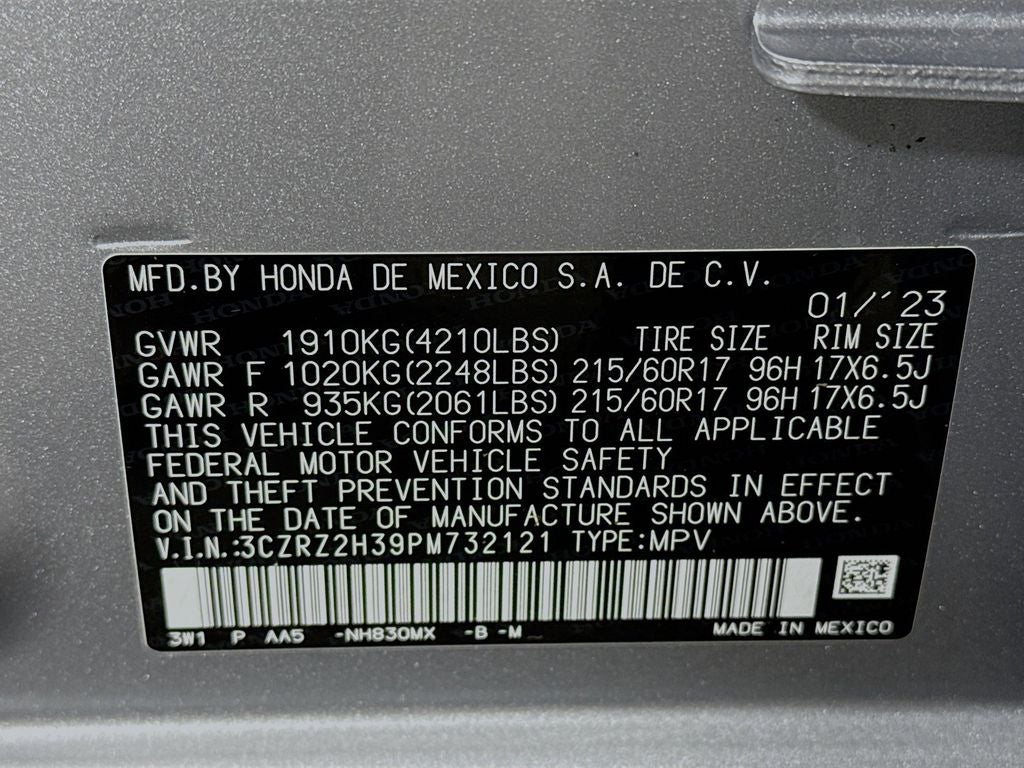 MFD.BY HONDA DE MEXICO S.A. DE C.V.
01/´23
GVWR 1910KG(4210LBS) TIRE SIZE RIM SIZE
GAWR F 1020KG(2248LBS) 215/60R17 96H 17X6.5J
GAWR R 935KG(2061LBS) 215/60R17 96H 17X6.5J
THIS VEHICLE CONFORMS TO ALL APPLICABLE
FEDERAL MOTOR VEHICLE SAFETY
AND THEFT PREVENTION STANDARDS IN EFFECT
ON THE DATE OF MANUFACTURE SHOWN ABOVE.
V.I.N.:3CZRZ2H39PM732121 TYPE:MPV
3W1 P AA5 -NH830MX -B -M_ MADE IN MEXICO